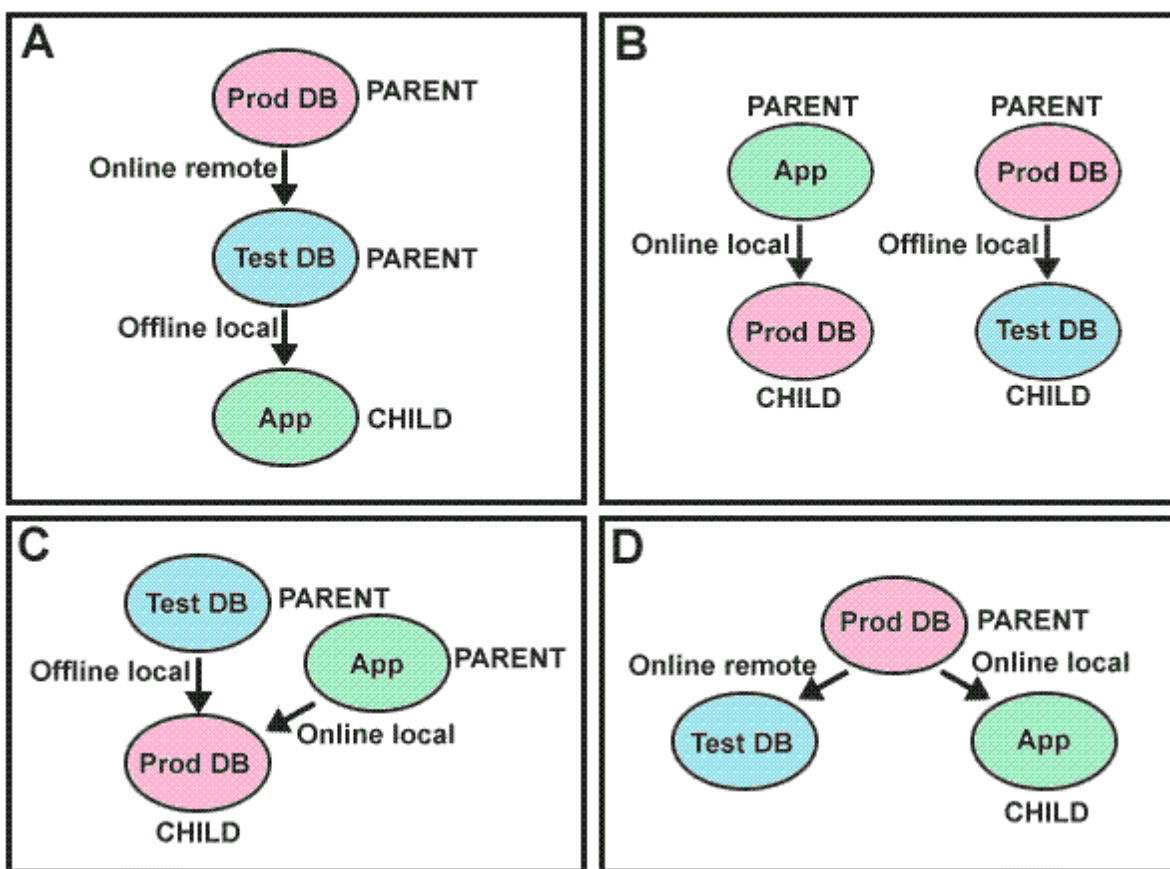 A
Prod DB
PARENT
Online remote
Test DB
PARENT
Offline local
App
CHILD
B
PARENT
PARENT
App
Prod DB
Online local
Offline local
Prod DB
Test DB
CHILD
CHILD
C
Test DB
PARENT
App
PARENT
Offline local
Online local
Prod DB
CHILD
D
Prod DB
PARENT
Online remote
Online local
Test DB
App
CHILD